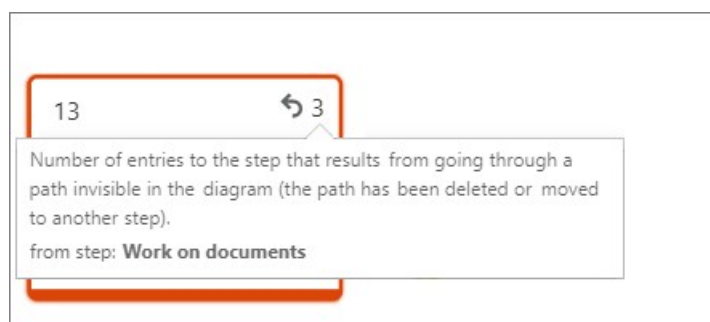 13 3
Number of entries to the step that results from going through a
path invisible in the diagram (the path has been deleted or moved
to another step).
from step: Work on documents